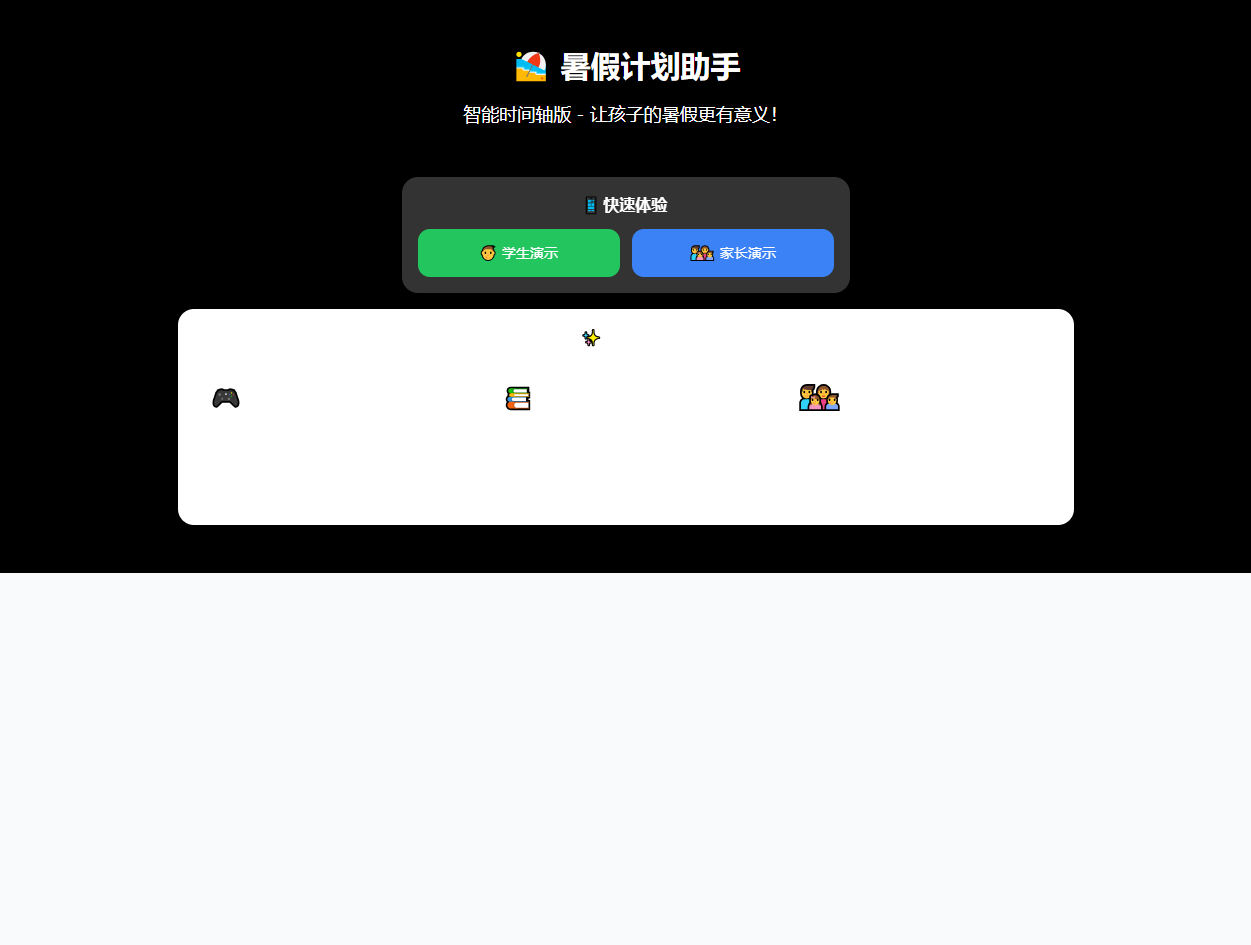 🏖️ 暑假计划助手
智能时间轴版 - 让孩子的暑假更有意义！
📱 快速体验
👦 学生演示
👨‍👩‍👧 家长演示